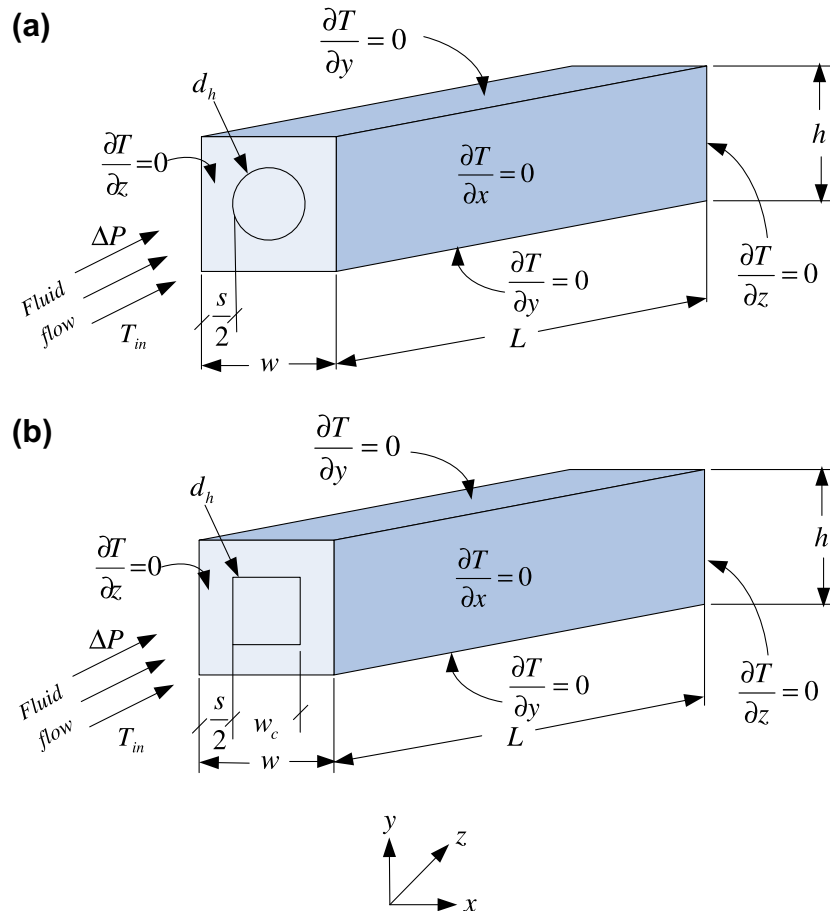 (a)
∂T/∂y = 0
d_h
∂T/∂z = 0
∂T/∂x = 0
h
ΔP
Fluid
flow
T_in
s/2
w
∂T/∂y = 0
L
∂T/∂z = 0
(b)
∂T/∂y = 0
d_h
∂T/∂z = 0
∂T/∂x = 0
h
ΔP
Fluid
flow
T_in
s/2
w_c
w
∂T/∂y = 0
L
∂T/∂z = 0
y
z
x